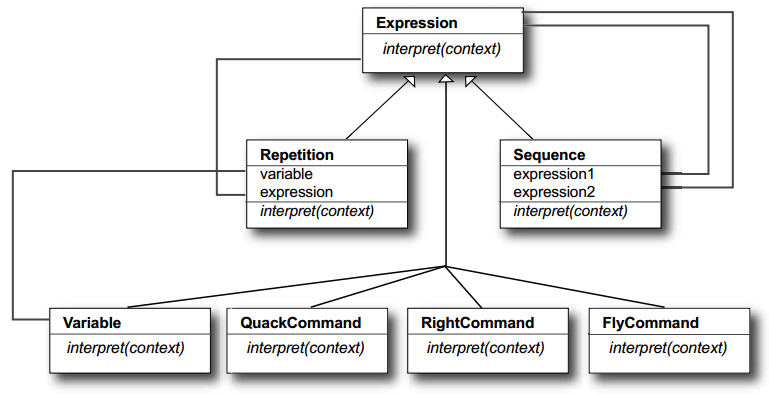 Expression
interpret(context)
Repetition
variable
expression
interpret(context)
Sequence
expression1
expression2
interpret(context)
Variable
interpret(context)
QuackCommand
interpret(context)
RightCommand
interpret(context)
FlyCommand
interpret(context)